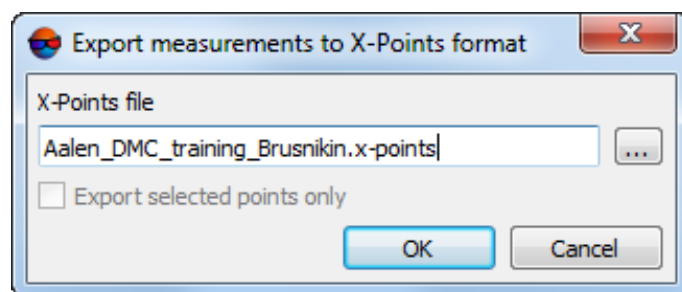 Export measurements to X-Points format
X-Points file
Aalen_DMC_training_Brusnikin.x-points
...
Export selected points only
OK
Cancel